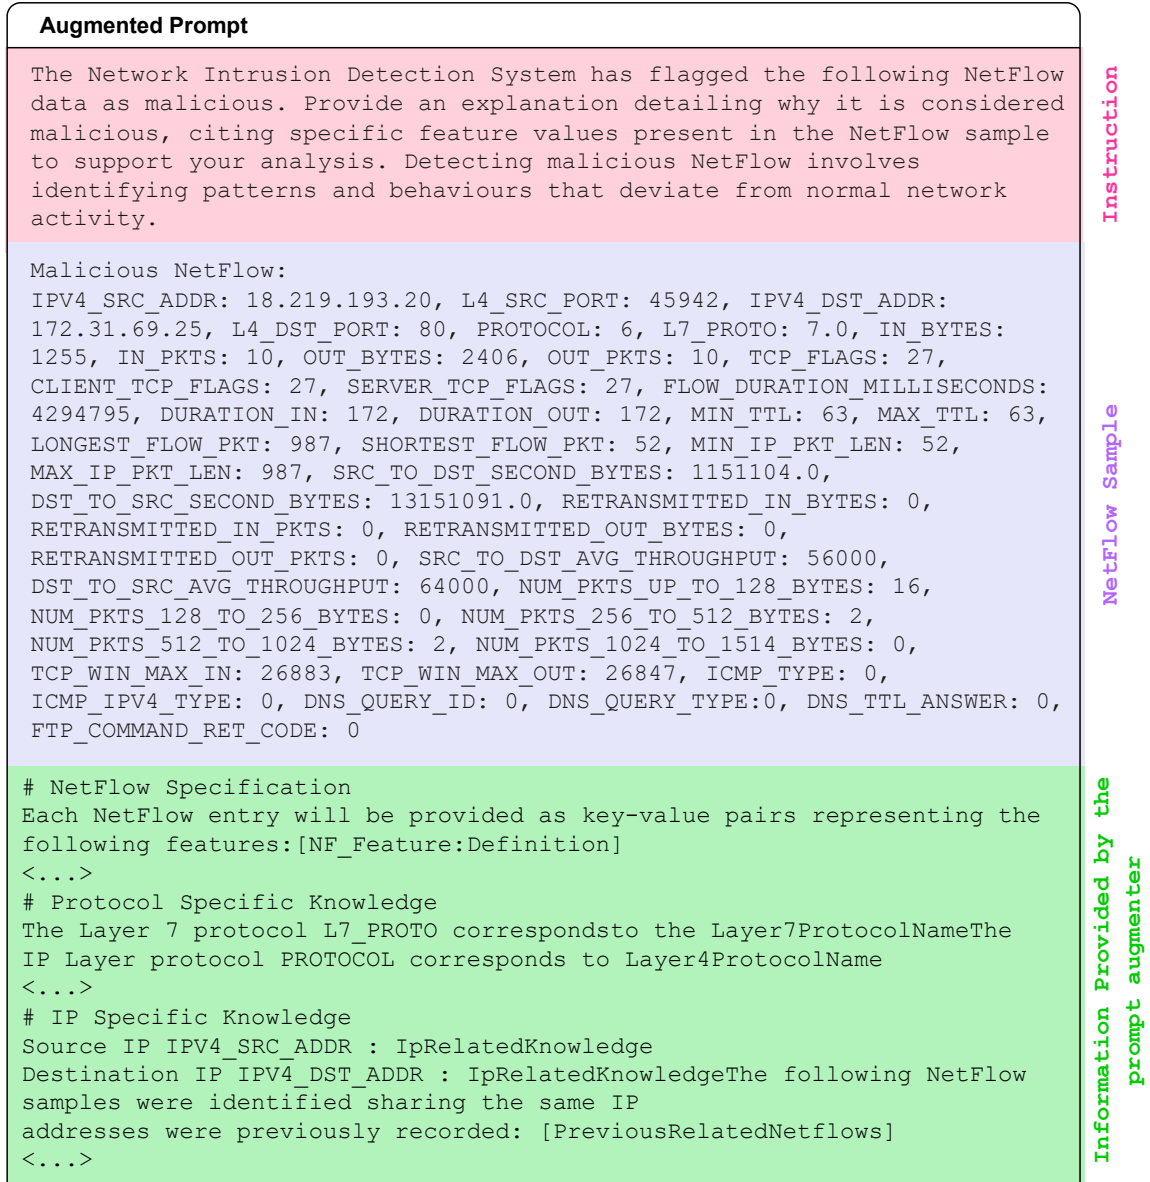 Augmented Prompt
The Network Intrusion Detection System has flagged the following NetFlow
data as malicious. Provide an explanation detailing why it is considered
malicious, citing specific feature values present in the NetFlow sample
to support your analysis. Detecting malicious NetFlow involves
identifying patterns and behaviours that deviate from normal network
activity.
Instruction
Malicious NetFlow:
IPV4_SRC_ADDR: 18.219.193.20, L4_SRC_PORT: 45942, IPV4_DST_ADDR:
172.31.69.25, L4_DST_PORT: 80, PROTOCOL: 6, L7_PROTO: 7.0, IN_BYTES:
1255, IN_PKTS: 10, OUT_BYTES: 2406, OUT_PKTS: 10, TCP_FLAGS: 27,
CLIENT_TCP_FLAGS: 27, SERVER_TCP_FLAGS: 27, FLOW_DURATION_MILLISECONDS:
4294795, DURATION_IN: 172, DURATION_OUT: 172, MIN_TTL: 63, MAX_TTL: 63,
LONGEST_FLOW_PKT: 987, SHORTEST_FLOW_PKT: 52, MIN_IP_PKT_LEN: 52,
MAX_IP_PKT_LEN: 987, SRC_TO_DST_SECOND_BYTES: 1151104.0,
DST_TO_SRC_SECOND_BYTES: 13151091.0, RETRANSMITTED_IN_BYTES: 0,
RETRANSMITTED_IN_PKTS: 0, RETRANSMITTED_OUT_BYTES: 0,
RETRANSMITTED_OUT_PKTS: 0, SRC_TO_DST_AVG_THROUGHPUT: 56000,
DST_TO_SRC_AVG_THROUGHPUT: 64000, NUM_PKTS_UP_TO_128_BYTES: 16,
NUM_PKTS_128_TO_256_BYTES: 0, NUM_PKTS_256_TO_512_BYTES: 2,
NUM_PKTS_512_TO_1024_BYTES: 2, NUM_PKTS_1024_TO_1514_BYTES: 0,
TCP_WIN_MAX_IN: 26883, TCP_WIN_MAX_OUT: 26847, ICMP_TYPE: 0,
ICMP_IPV4_TYPE: 0, DNS_QUERY_ID: 0, DNS_QUERY_TYPE:0, DNS_TTL_ANSWER: 0,
FTP_COMMAND_RET_CODE: 0
NetFlow Sample
# NetFlow Specification
Each NetFlow entry will be provided as key-value pairs representing the
following features:[NF_Feature:Definition]
<...>
# Protocol Specific Knowledge
The Layer 7 protocol L7_PROTO correspondsto the Layer7ProtocolNameThe
IP Layer protocol PROTOCOL corresponds to Layer4ProtocolName
<...>
# IP Specific Knowledge
Source IP IPV4_SRC_ADDR : IpRelatedKnowledge
Destination IP IPV4_DST_ADDR : IpRelatedKnowledgeThe following NetFlow
samples were identified sharing the same IP
addresses were previously recorded: [PreviousRelatedNetflows]
<...>
Information Provided by the
prompt augmenter